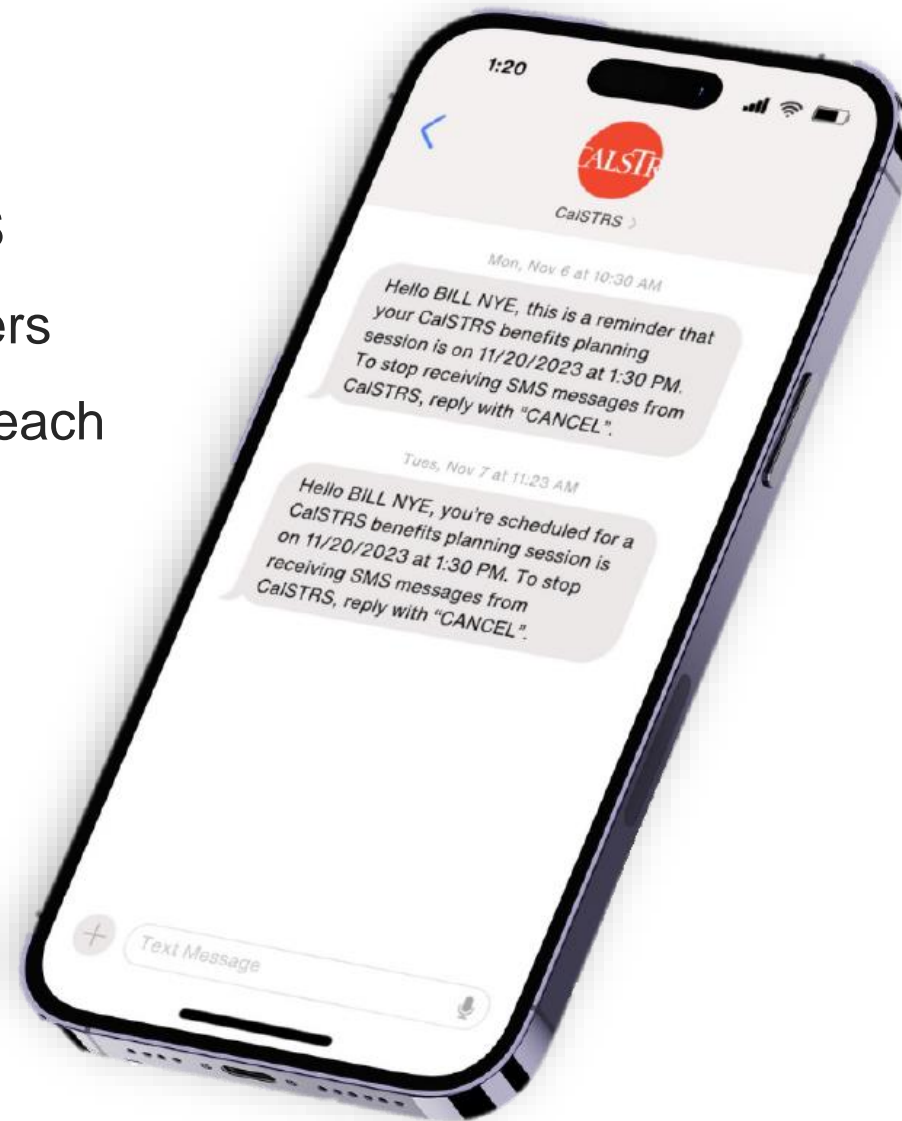 s
ers
each
1:20
CALSTR
CalSTRS
Mon, Nov 6 at 10:30 AM
Hello BILL NYE, this is a reminder that
your CalSTRS benefits planning
session is on 11/20/2023 at 1:30 PM.
To stop receiving SMS messages from
CalSTRS, reply with “CANCEL”.
Tues, Nov 7 at 11:23 AM
Hello BILL NYE, you're scheduled for a
CalSTRS benefits planning session is
on 11/20/2023 at 1:30 PM. To stop
receiving SMS messages from
CalSTRS, reply with “CANCEL”.
Text Message